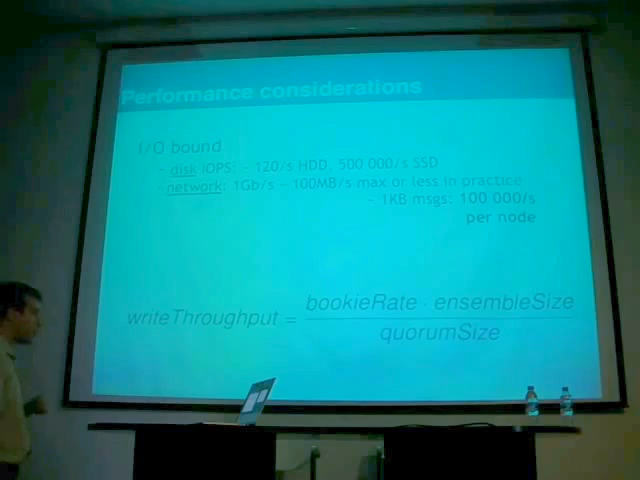 Performance considerations
I/O bound
- disk IOPS: ~ 120/s HDD, 500 000/s SSD
- network: 1Gb/s ~ 100MB/s max or less in practice
~ 1KB msgs: 100 000/s
per node
writeThroughput = bookieRate · ensembleSize
quorumSize